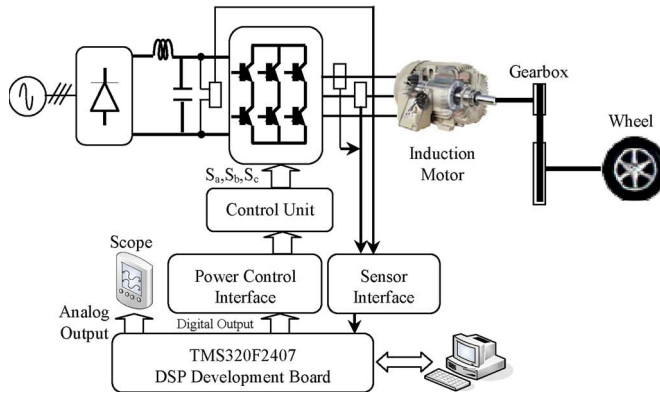 Gearbox
Wheel
Induction
Motor
Sa,Sb,Sc
Control Unit
Scope
Power Control
Interface
Sensor
Interface
Analog
Output
Digital Output
TMS320F2407
DSP Development Board